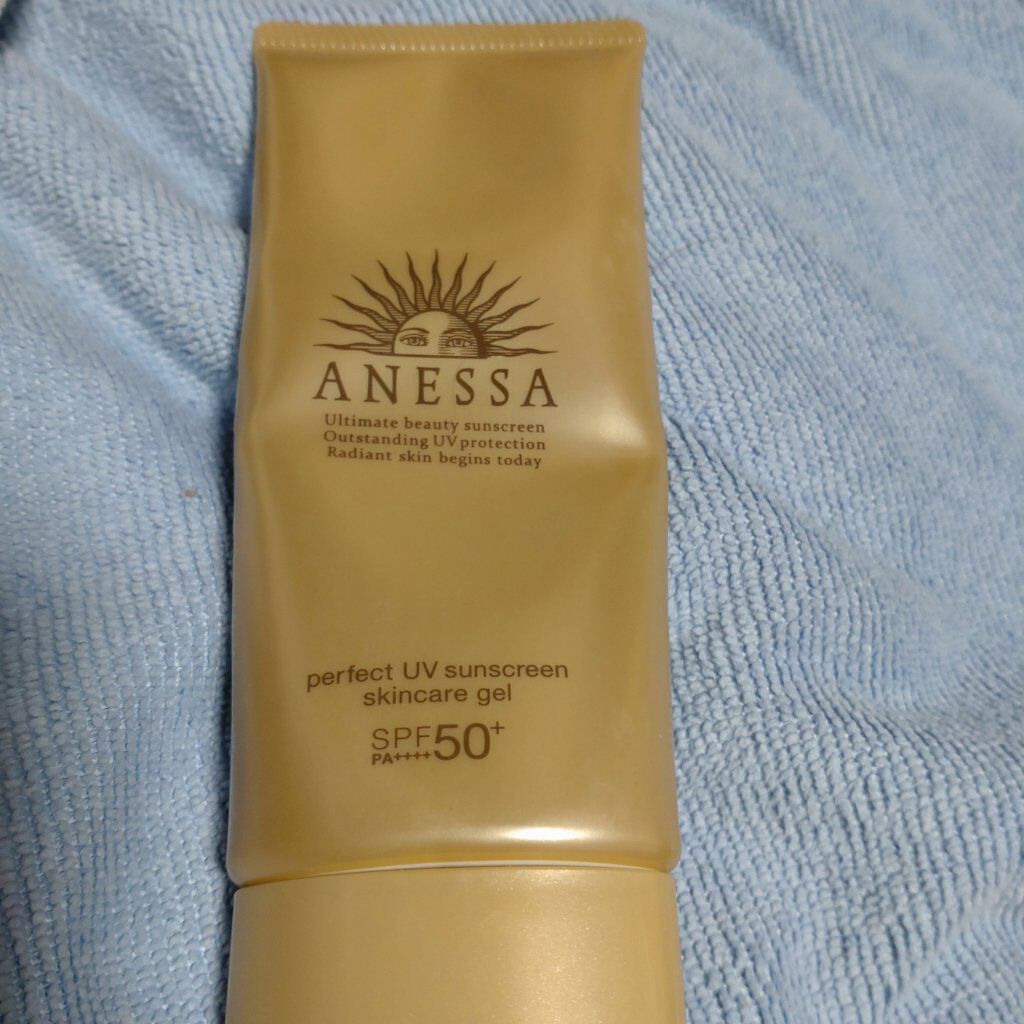 ANESSA
Ultimate beauty sunscreen
Outstanding UV protection
Radiant skin begins today
perfect UV sunscreen
skincare gel
SPF50+
PA++++